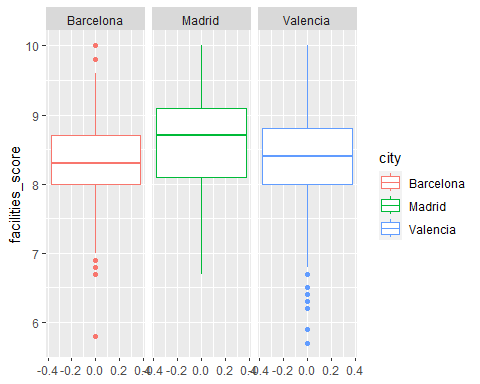 Barcelona Madrid Valencia
10
9
8
7
6
facilities_score
-0.4 -0.2 0.0 0.2 0.4 -0.4 -0.2 0.0 0.2 0.4 -0.4 -0.2 0.0 0.2 0.4
city
Barcelona
Madrid
Valencia